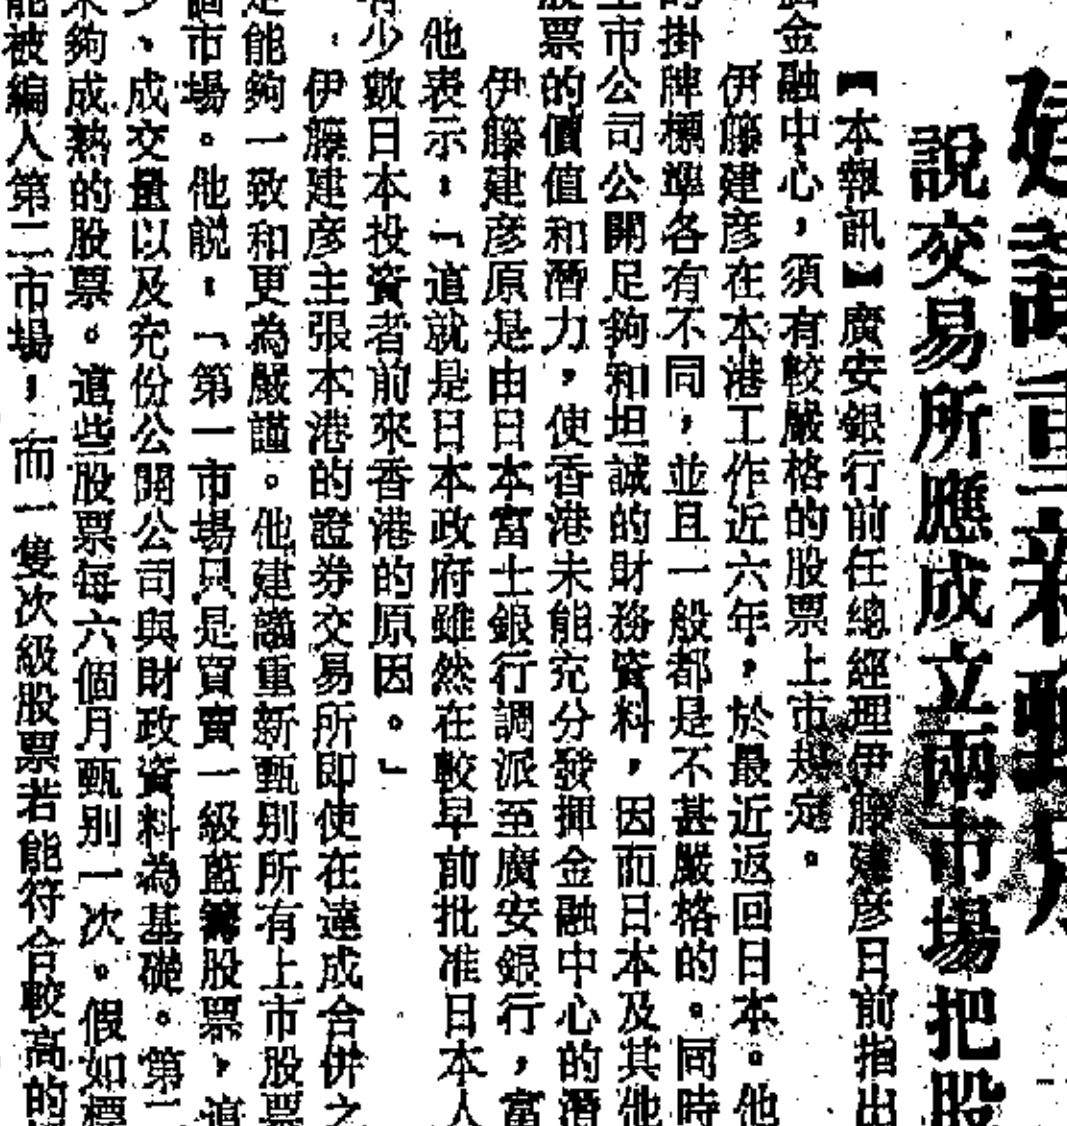 建議重新甄別
說交易所應成立兩市場把股
【本報訊】廣安銀行前任總經理伊藤建彥日前指出
金融中心，須有較嚴格的股票上市規定。
伊籐建彥在本港工作近六年，於最近返回日本。他
的掛牌標準各有不同，並且一般都是不甚嚴格的。同時
上市公司公開足夠和坦誠的財務資料，因而日本及其他
股票的價值和潛力，使香港未能充分發揮金融中心的潛
伊籐建彥原是由日本富士銀行調派至廣安銀行，富
他表示：「這就是日本政府雖然在較早前批准日本人
有少數日本投資者前來香港的原因。」
伊籐建彥主張本港的證券交易所即使在達成合併之
能夠一致和更為嚴謹。他建議重新甄別所有上市股票
個市場。他說：「第一市場只是買賣一級藍籌股票，這
少、成交量以及充份公開公司與財政資料為基礎。第二
夠成熟的股票。這些股票每六個月甄別一次。假如標
能被編入第二市場，而一隻次級股票若能符合較高的